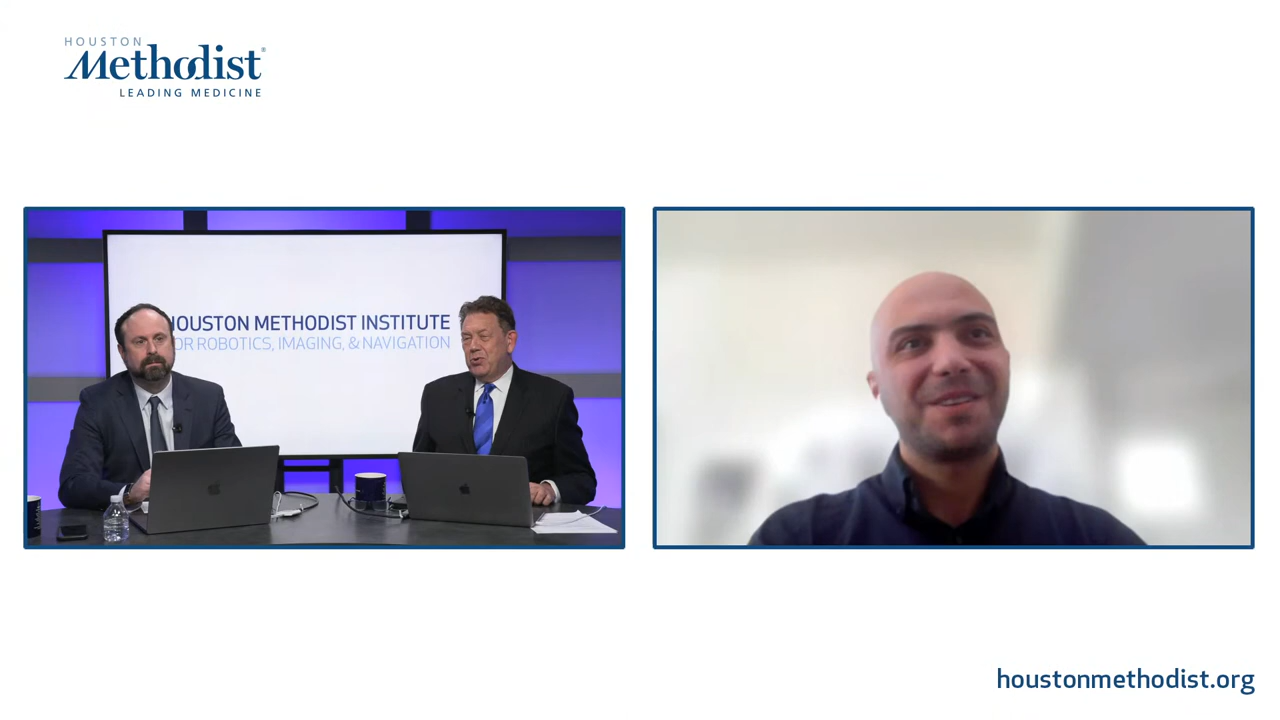 HOUSTON
Methodist®
LEADING MEDICINE
HOUSTON METHODIST INSTITUTE
OR ROBOTICS, IMAGING, & NAVIGATION
houstonmethodist.org